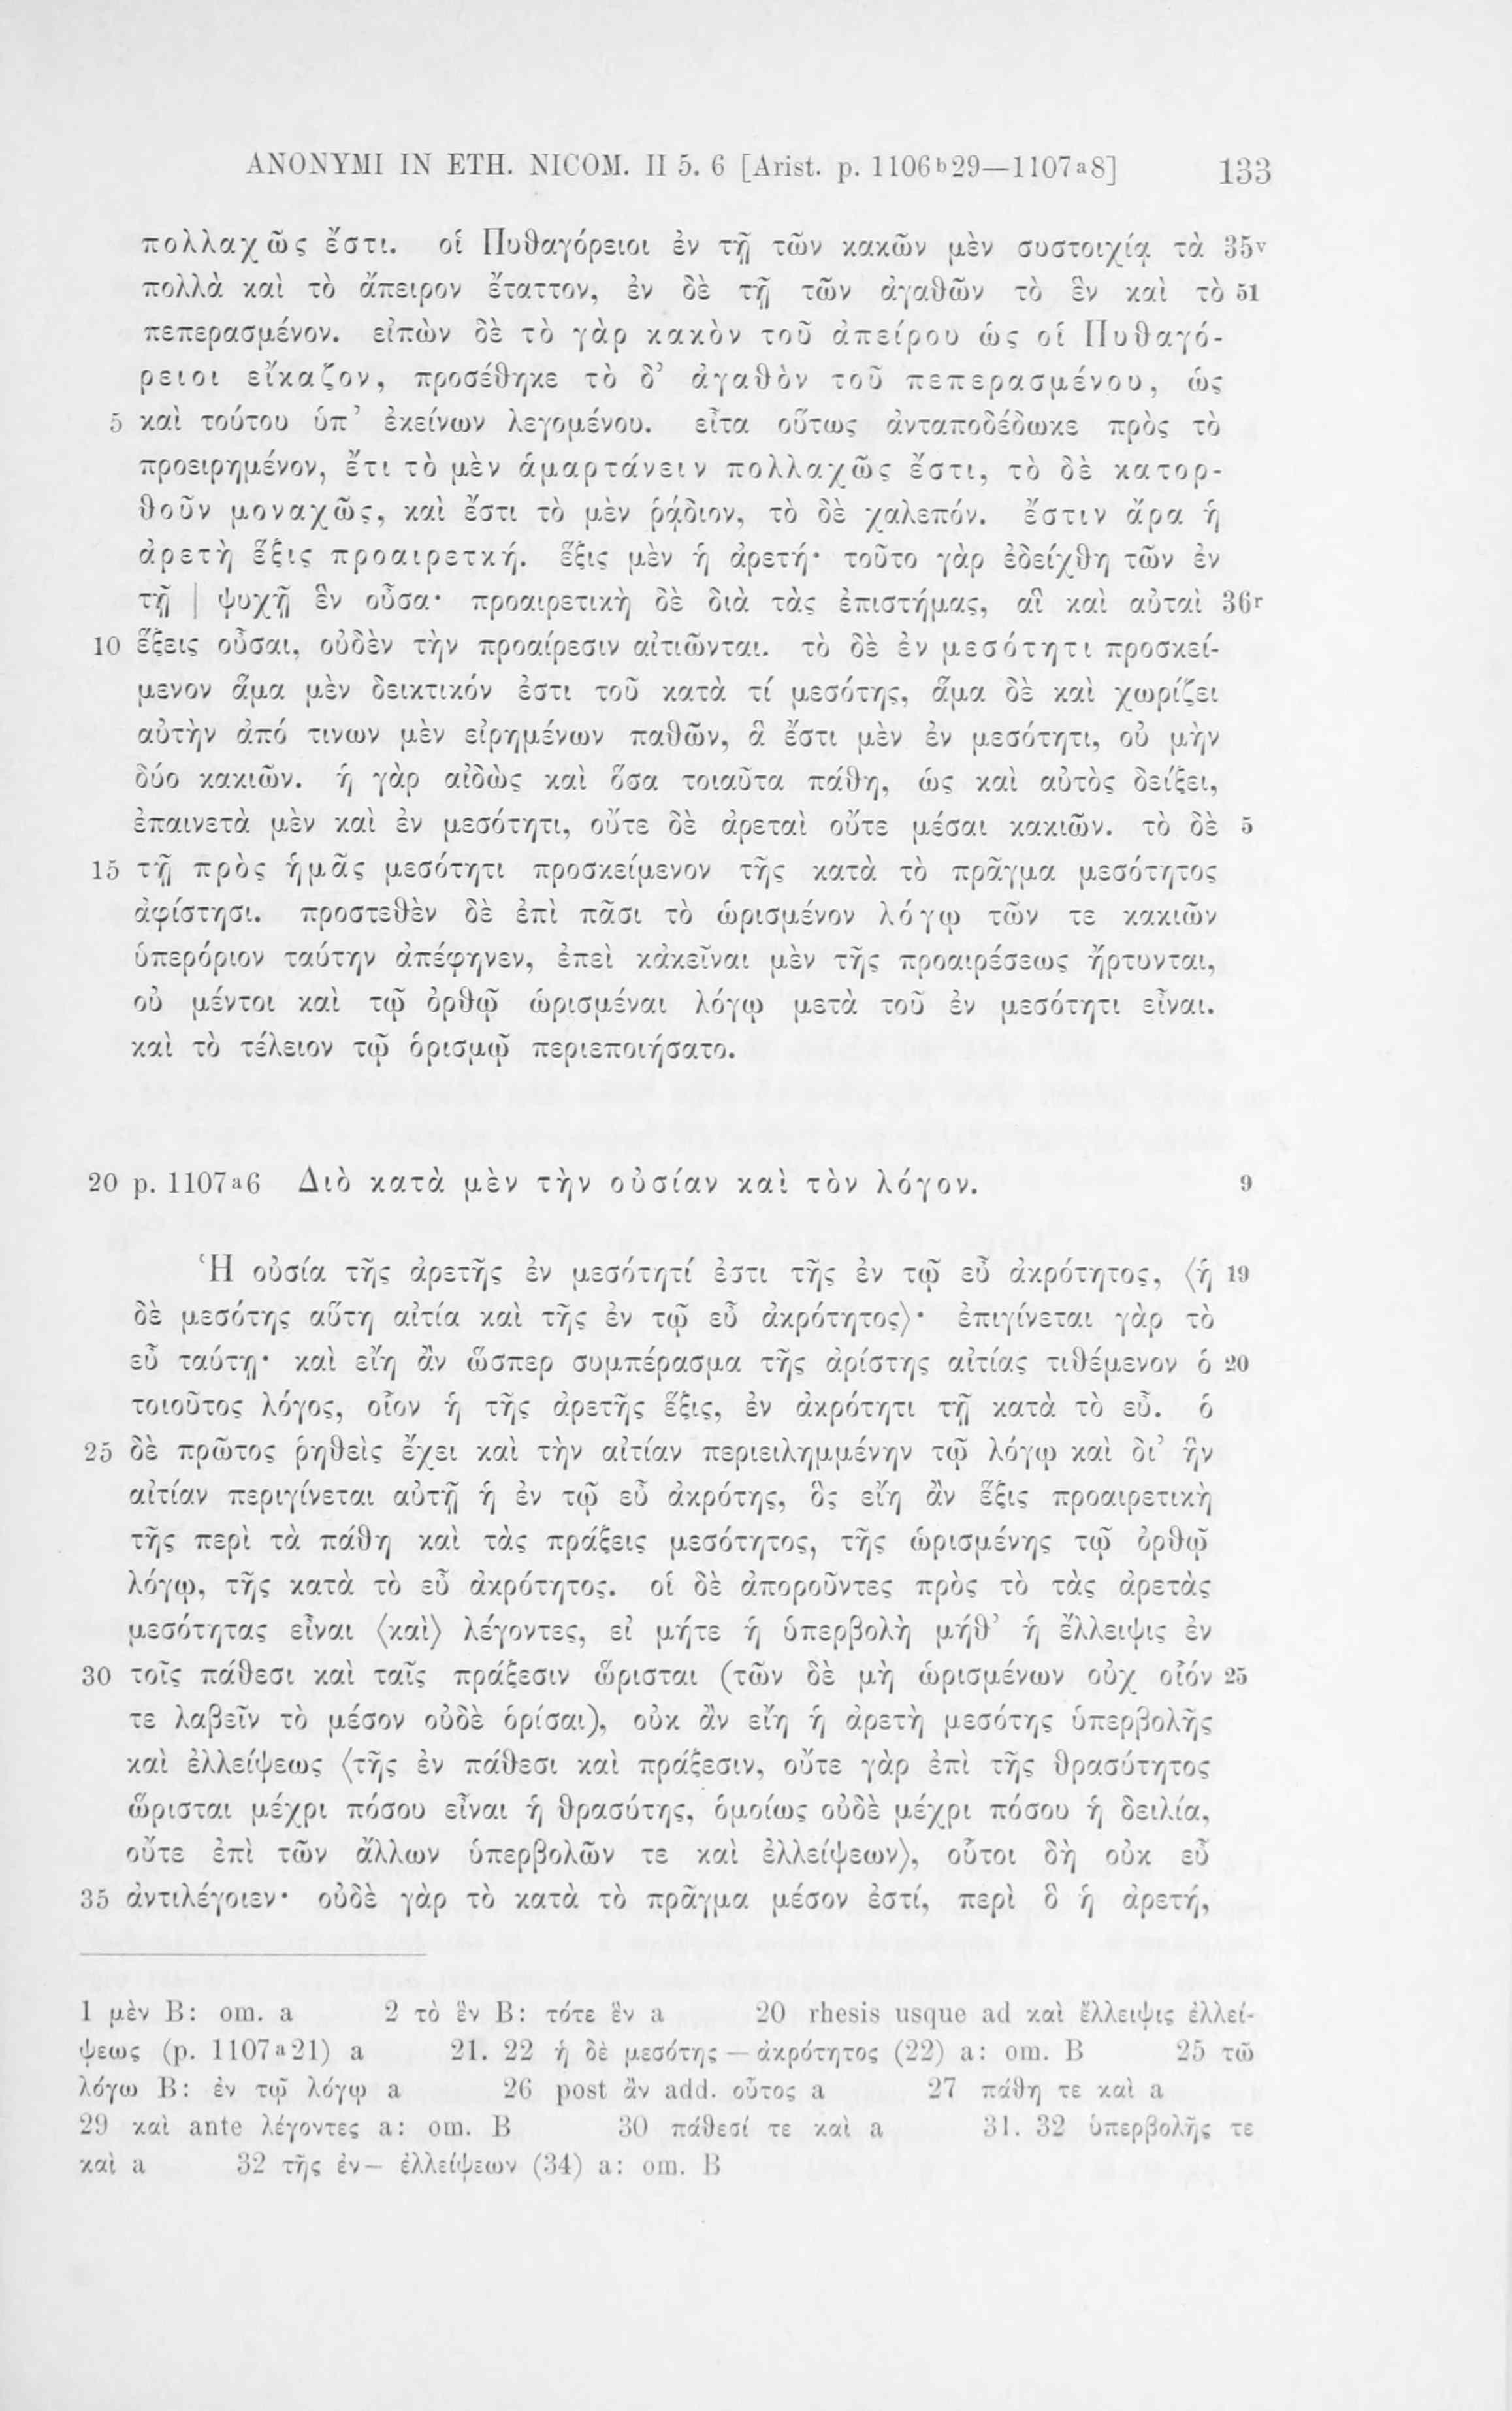 ANONYMI IN ETH. NICOM. II 5. 6 [Arist. p. 1106b29—1107a8] 133
πολλαχῶς ἔστι. οἱ Πυθαγόρειοι ἐν τῇ τῶν κακῶν μὲν συστοιχίᾳ τὰ 35v
πολλὰ καὶ τὸ ἄπειρον ἔταττον, ἐν δὲ τῇ τῶν ἀγαθῶν τὸ ἓν καὶ τὸ 51
πεπερασμένον. εἰπὼν δὲ τὸ γὰρ κακὸν τοῦ ἀπείρου ὡς οἱ Πυθαγό-
ρειοι εἴκαζον, προσέθηκε τὸ δ’ ἀγαθὸν τοῦ πεπερασμένου, ὡς
5 καὶ τούτου ὑπ’ ἐκείνων λεγομένου. εἶτα οὕτως ἀνταποδέδωκε πρὸς τὸ
προειρημένον, ἔτι τὸ μὲν ἁμαρτάνειν πολλαχῶς ἔστι, τὸ δὲ κατορ-
θοῦν μοναχῶς, καὶ ἔστι τὸ μὲν ῥᾴδιον, τὸ δὲ χαλεπόν. ἔστιν ἄρα ἡ
ἀρετὴ ἕξις προαιρετκή. ἕξις μὲν ἡ ἀρετή· τοῦτο γὰρ ἐδείχθη τῶν ἐν
τῇ | ψυχῇ ἓν οὖσα· προαιρετικὴ δὲ διὰ τὰς ἐπιστήμας, αἳ καὶ αὐταὶ 36r
10 ἕξεις οὖσαι, οὐδὲν τὴν προαίρεσιν αἰτιῶνται. τὸ δὲ ἐν μεσότητι προσκεί-
μενον ἅμα μὲν δεικτικόν ἐστι τοῦ κατὰ τί μεσότης, ἅμα δὲ καὶ χωρίζει
αὐτὴν ἀπό τινων μὲν εἰρημένων παθῶν, ἃ ἔστι μὲν ἐν μεσότητι, οὐ μὴν
δύο κακιῶν. ἡ γὰρ αἰδὼς καὶ ὅσα τοιαῦτα πάθη, ὡς καὶ αὐτὸς δείξει,
ἐπαινετὰ μὲν καὶ ἐν μεσότητι, οὔτε δὲ ἀρεταὶ οὔτε μέσαι κακιῶν. τὸ δὲ 5
15 τῇ πρὸς ἡμᾶς μεσότητι προσκείμενον τῆς κατὰ τὸ πρᾶγμα μεσότητος
ἀφίστησι. προστεθὲν δὲ ἐπὶ πᾶσι τὸ ὡρισμένον λόγῳ τῶν τε κακιῶν
ὑπερόριον ταύτην ἀπέφηνεν, ἐπεὶ κἀκεῖναι μὲν τῆς προαιρέσεως ἤρτυνται,
οὐ μέντοι καὶ τῷ ὀρθῷ ὡρισμέναι λόγῳ μετὰ τοῦ ἐν μεσότητι εἶναι.
καὶ τὸ τέλειον τῷ ὁρισμῷ περιεποιήσατο.
20 p. 1107a6 Διὸ κατὰ μὲν τὴν οὐσίαν καὶ τὸν λόγον. 9
Ἡ οὐσία τῆς ἀρετῆς ἐν μεσότητί ἐστι τῆς ἐν τῷ εὖ ἀκρότητος, ⟨ἡ 19
δὲ μεσότης αὕτη αἰτία καὶ τῆς ἐν τῷ εὖ ἀκρότητος⟩· ἐπιγίνεται γὰρ τὸ
εὖ ταύτῃ· καὶ εἴη ἂν ὥσπερ συμπέρασμα τῆς ἀρίστης αἰτίας τιθέμενον ὁ 20
τοιοῦτος λόγος, οἷον ἡ τῆς ἀρετῆς ἕξις, ἐν ἀκρότητι τῇ κατὰ τὸ εὖ. ὁ
25 δὲ πρῶτος ῥηθεὶς ἔχει καὶ τὴν αἰτίαν περιειλημμένην τῷ λόγῳ καὶ δι’ ἣν
αἰτίαν περιγίνεται αὐτῇ ἡ ἐν τῷ εὖ ἀκρότης, ὃς εἴη ἂν ἕξις προαιρετικὴ
τῆς περὶ τὰ πάθη καὶ τὰς πράξεις μεσότητος, τῆς ὡρισμένης τῷ ὀρθῷ
λόγῳ, τῆς κατὰ τὸ εὖ ἀκρότητος. οἱ δὲ ἀποροῦντες πρὸς τὸ τὰς ἀρετὰς
μεσότητας εἶναι ⟨καὶ⟩ λέγοντες, εἰ μήτε ἡ ὑπερβολὴ μήθ’ ἡ ἔλλειψις ἐν
30 τοῖς πάθεσι καὶ ταῖς πράξεσιν ὥρισται (τῶν δὲ μὴ ὡρισμένων οὐχ οἷόν 25
τε λαβεῖν τὸ μέσον οὐδὲ ὁρίσαι), οὐκ ἂν εἴη ἡ ἀρετὴ μεσότης ὑπερβολῆς
καὶ ἐλλείψεως ⟨τῆς ἐν πάθεσι καὶ πράξεσιν, οὔτε γὰρ ἐπὶ τῆς θρασύτητος
ὥρισται μέχρι πόσου εἶναι ἡ θρασύτης, ὁμοίως οὐδὲ μέχρι πόσου ἡ δειλία,
οὔτε ἐπὶ τῶν ἄλλων ὑπερβολῶν τε καὶ ἐλλείψεων⟩, οὗτοι δὴ οὐκ εὖ
35 ἀντιλέγοιεν· οὐδὲ γὰρ τὸ κατὰ τὸ πρᾶγμα μέσον ἐστί, περὶ ὃ ἡ ἀρετή,
1 μὲν B: om. a 2 τὸ ἓν B: τότε ἓν a 20 rhesis usque ad καὶ ἔλλειψις ἐλλεί-
ψεως (p. 1107a21) a 21. 22 ἡ δὲ μεσότης — ἀκρότητος (22) a: om. B 25 τῶ
λόγω B: ἐν τῷ λόγῳ a 26 post ἂν add. οὗτος a 27 πάθη τε καὶ a
29 καὶ ante λέγοντες a: om. B 30 πάθεσί τε καὶ a 31. 32 ὑπερβολῆς τε
καὶ a 32 τῆς ἐν— ἐλλείψεων (34) a: om. B